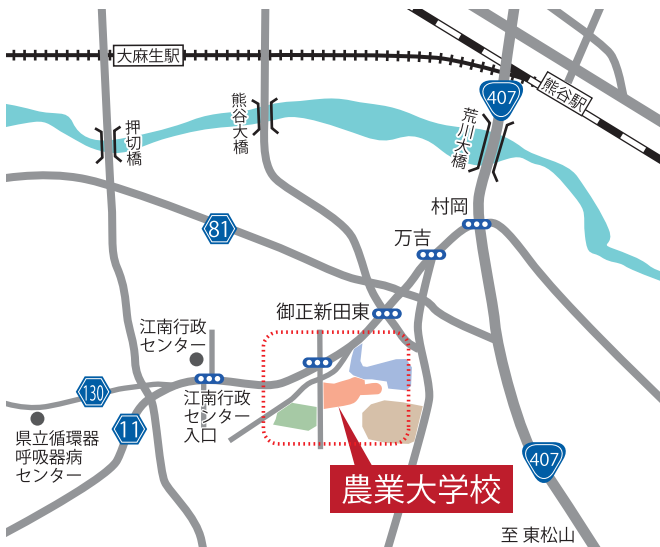 大麻生駅
熊谷駅
407
押切橋
熊谷大橋
荒川大橋
村岡
81
万吉
御正新田東
江南行政
センター
130
江南行政
センター
入口
11
県立循環器
呼吸器病
センター
407
農業大学校
至 東松山